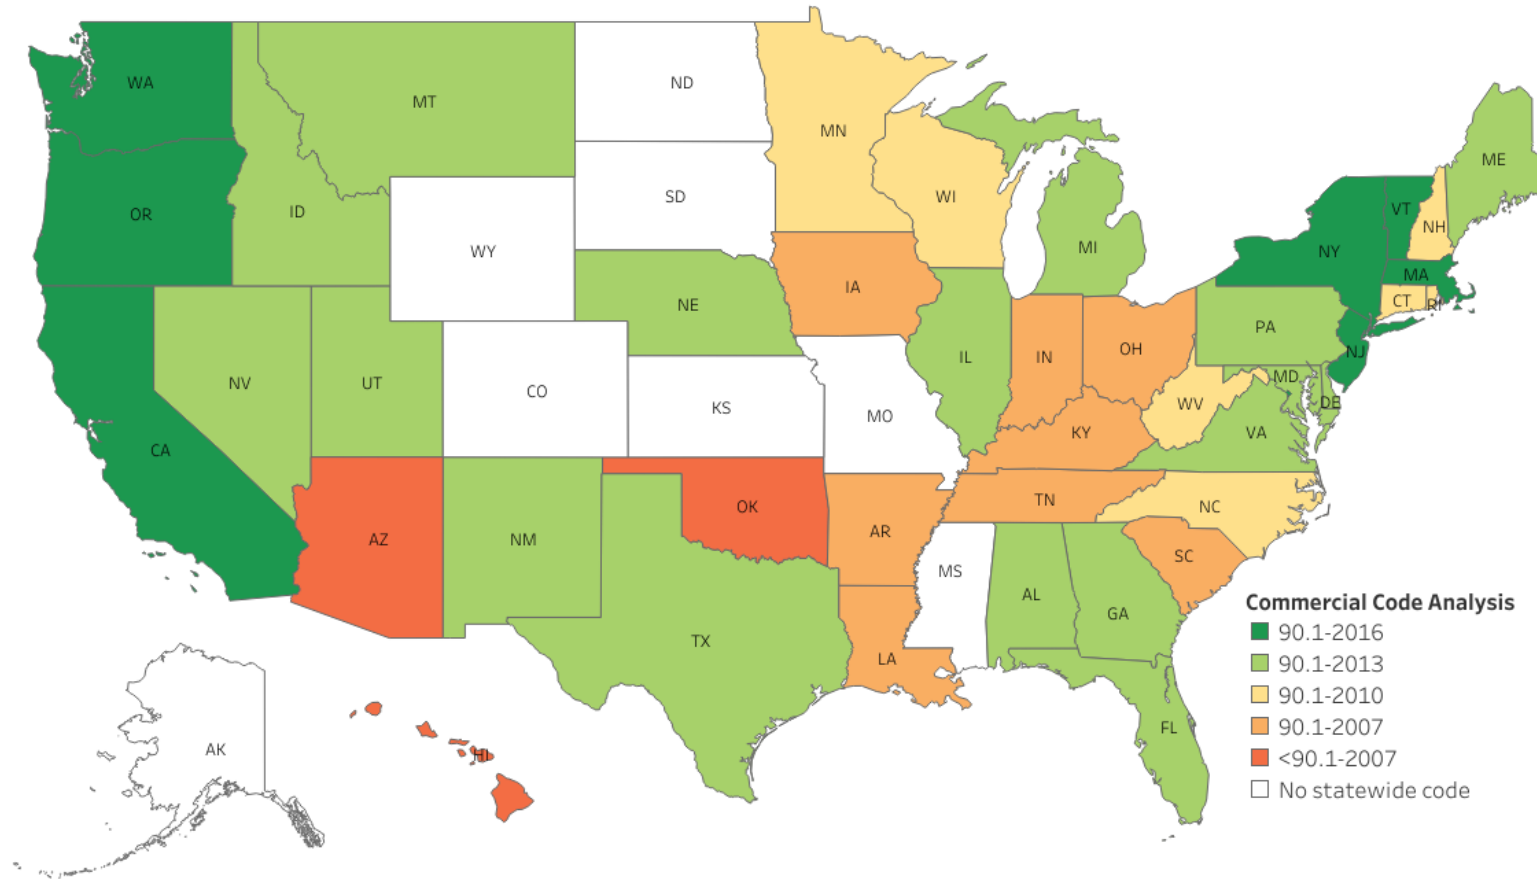 WA
MT
ND
MN
ME
OR
ID
SD
WI
VT
NH
WY
MI
NY
MA
IA
NE
CT
RI
PA
NV
UT
CO
IL
IN
OH
NJ
KS
MO
WV
MD
DE
CA
KY
VA
AZ
NM
OK
AR
TN
NC
MS
AL
GA
SC
TX
LA
FL
AK
HI
Commercial Code Analysis
90.1-2016
90.1-2013
90.1-2010
90.1-2007
<90.1-2007
No statewide code